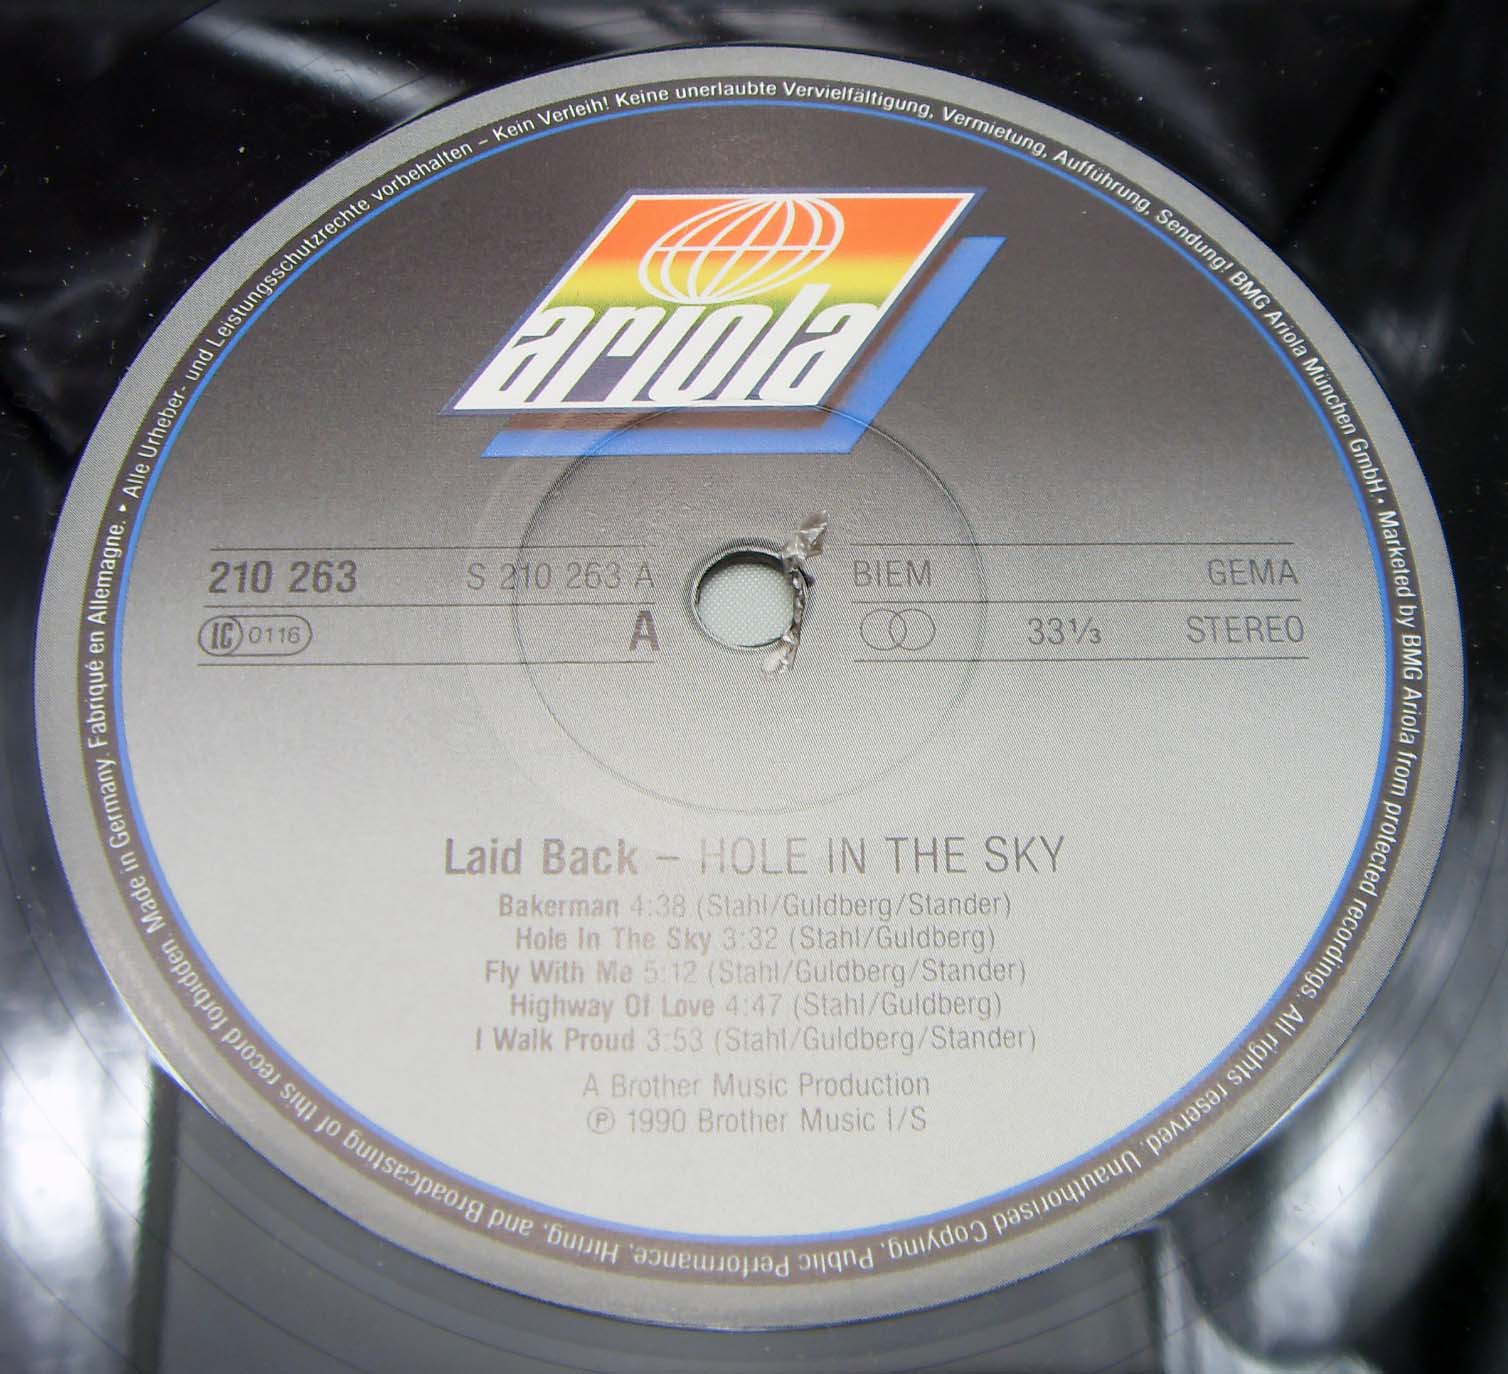 • Alle Urheber- und Leistungsschutzrechte vorbehalten – Kein Verleih! Keine unerlaubte Vervielfältigung, Vermietung, Aufführung, Sendung! BMG Ariola München GmbH. • Marketed by BMG Ariola from protected recordings. All rights reserved. Unauthorised Copying, Public Performance, Hiring, and Broadcasting of this record forbidden. Made in Germany. Fabriqué en Allemagne.
ariola
210 263 S 210 263 A BIEM GEMA
LC 0116 A 33⅓ STEREO
Laid Back – HOLE IN THE SKY
Bakerman 4:38 (Stahl/Guldberg/Stander)
Hole In The Sky 3:32 (Stahl/Guldberg)
Fly With Me 5:12 (Stahl/Guldberg/Stander)
Highway Of Love 4:47 (Stahl/Guldberg)
I Walk Proud 3:53 (Stahl/Guldberg/Stander)
A Brother Music Production
℗ 1990 Brother Music I/S